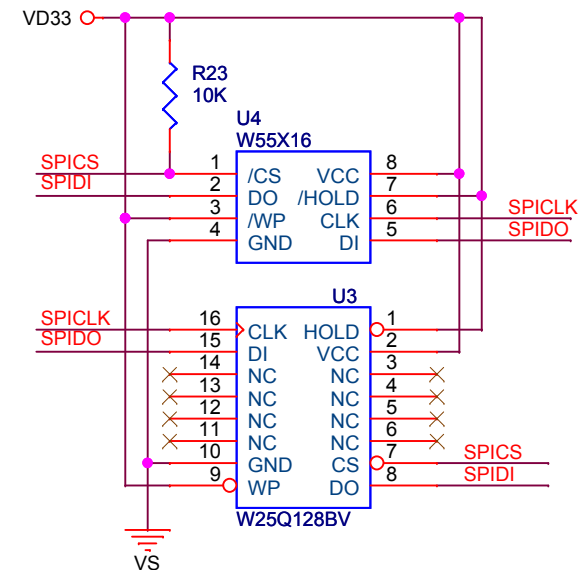 VD33
R23
10K
U4
W55X16
SPICS 1 /CS VCC 8
SPIDI 2 DO /HOLD 7
3 /WP CLK 6 SPICLK
4 GND DI 5 SPIDO
U3
SPICLK 16 CLK HOLD 1
SPIDO 15 DI VCC 2
14 NC NC 3
13 NC NC 4
12 NC NC 5
11 NC NC 6
10 GND CS 7 SPICS
9 WP DO 8 SPIDI
W25Q128BV
VS